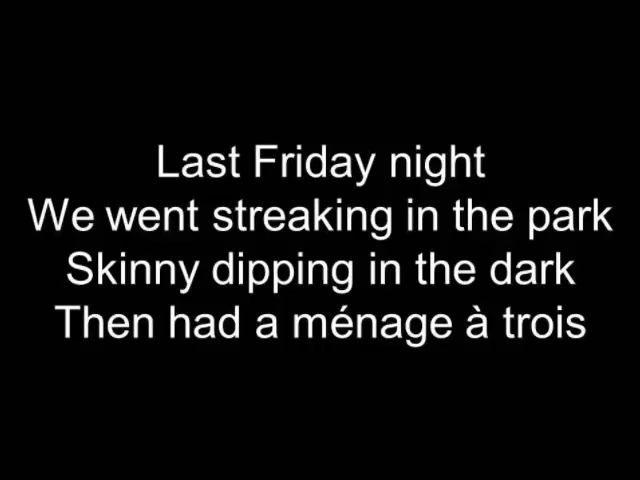 Last Friday night
We went streaking in the park
Skinny dipping in the dark
Then had a ménage à trois